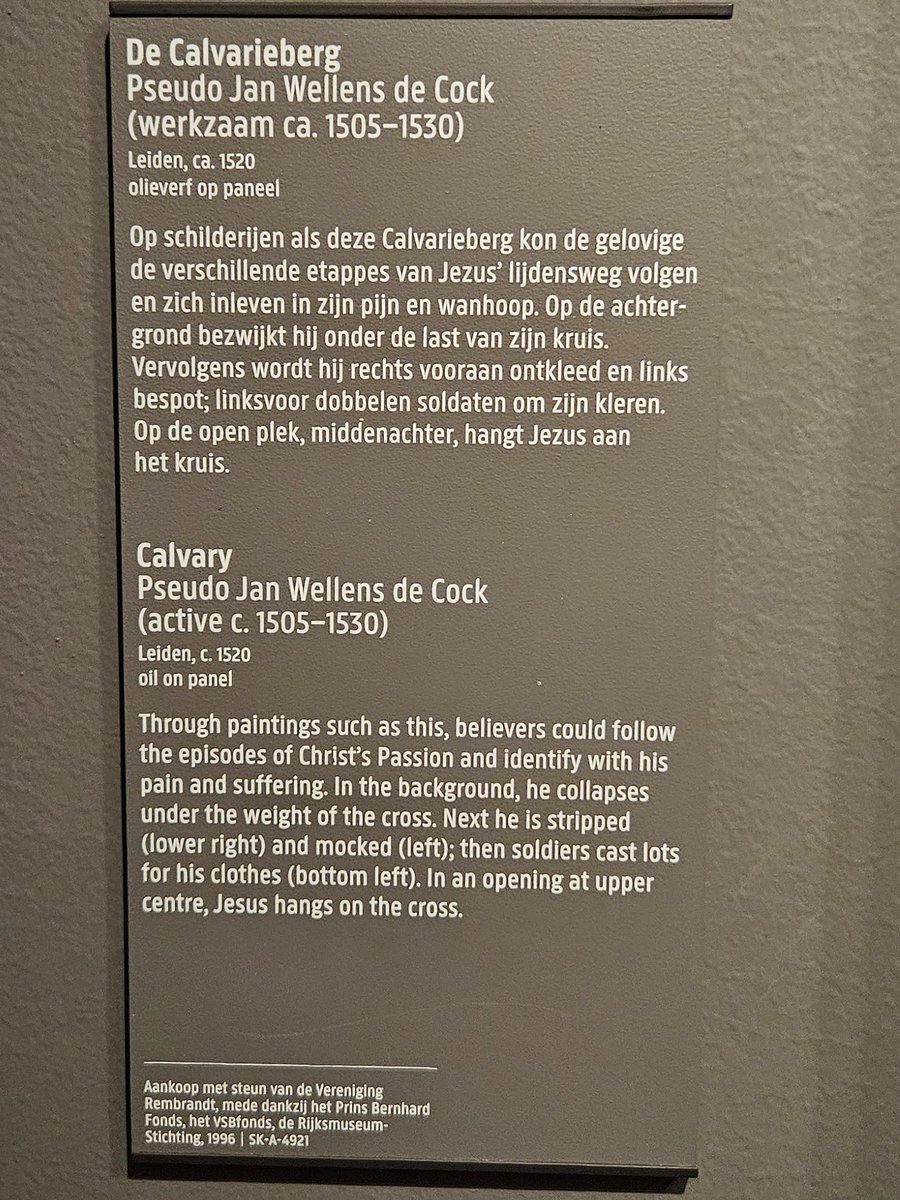 De Calvarieberg
Pseudo Jan Wellens de Cock
(werkzaam ca. 1505–1530)
Leiden, ca. 1520
olieverf op paneel
Op schilderijen als deze Calvarieberg kon de gelovige
de verschillende etappes van Jezus’ lijdensweg volgen
en zich inleven in zijn pijn en wanhoop. Op de achter-
grond bezwijkt hij onder de last van zijn kruis.
Vervolgens wordt hij rechts vooraan ontkleed en links
bespot; linksvoor dobbelen soldaten om zijn kleren.
Op de open plek, middenachter, hangt Jezus aan
het kruis.
Calvary
Pseudo Jan Wellens de Cock
(active c. 1505–1530)
Leiden, c. 1520
oil on panel
Through paintings such as this, believers could follow
the episodes of Christ’s Passion and identify with his
pain and suffering. In the background, he collapses
under the weight of the cross. Next he is stripped
(lower right) and mocked (left); then soldiers cast lots
for his clothes (bottom left). In an opening at upper
centre, Jesus hangs on the cross.
Aankoop met steun van de Vereniging
Rembrandt, mede dankzij het Prins Bernhard
Fonds, het VSBfonds, de Rijksmuseum-
Stichting, 1996 | SK-A-4921